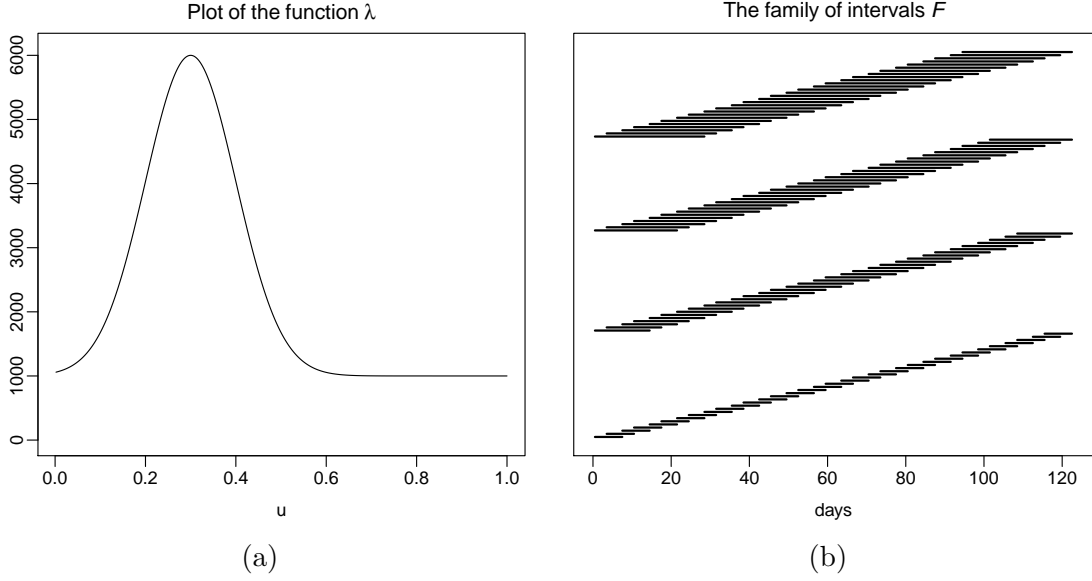 Plot of the function λ
6000
5000
4000
3000
2000
1000
0
0.0 0.2 0.4 0.6 0.8 1.0
u
(a)
The family of intervals F
0 20 40 60 80 100 120
days
(b)